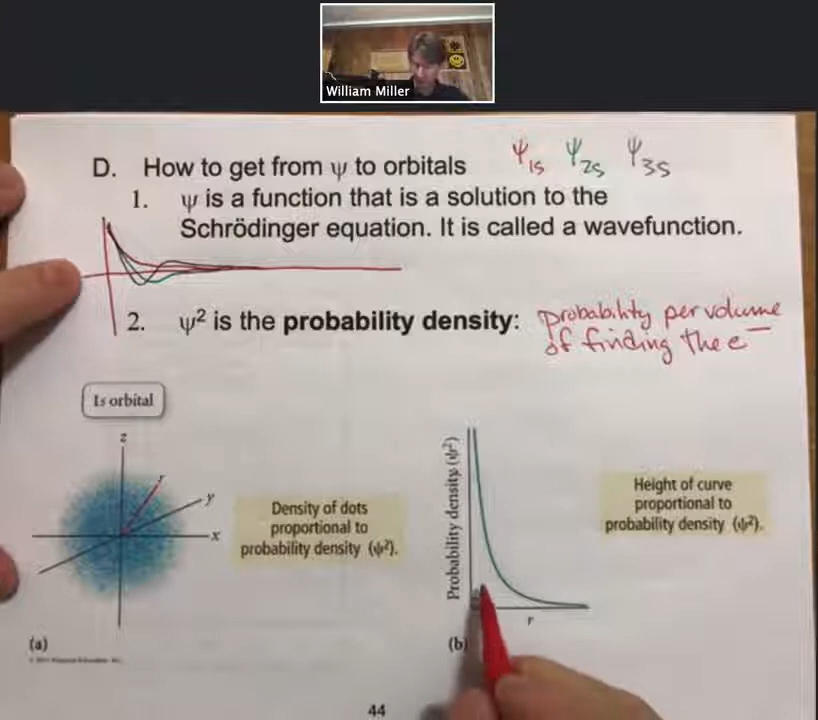 William Miller
D. How to get from ψ to orbitals ψ1s ψ2s ψ3s
1. ψ is a function that is a solution to the
Schrödinger equation. It is called a wavefunction.
2. ψ² is the probability density: probability per volume
of finding the e⁻
1s orbital
z
r
y
x
Density of dots
proportional to
probability density (ψ²).
(a)
Probability density (ψ²)
r
Height of curve
proportional to
probability density (ψ²).
(b)
44